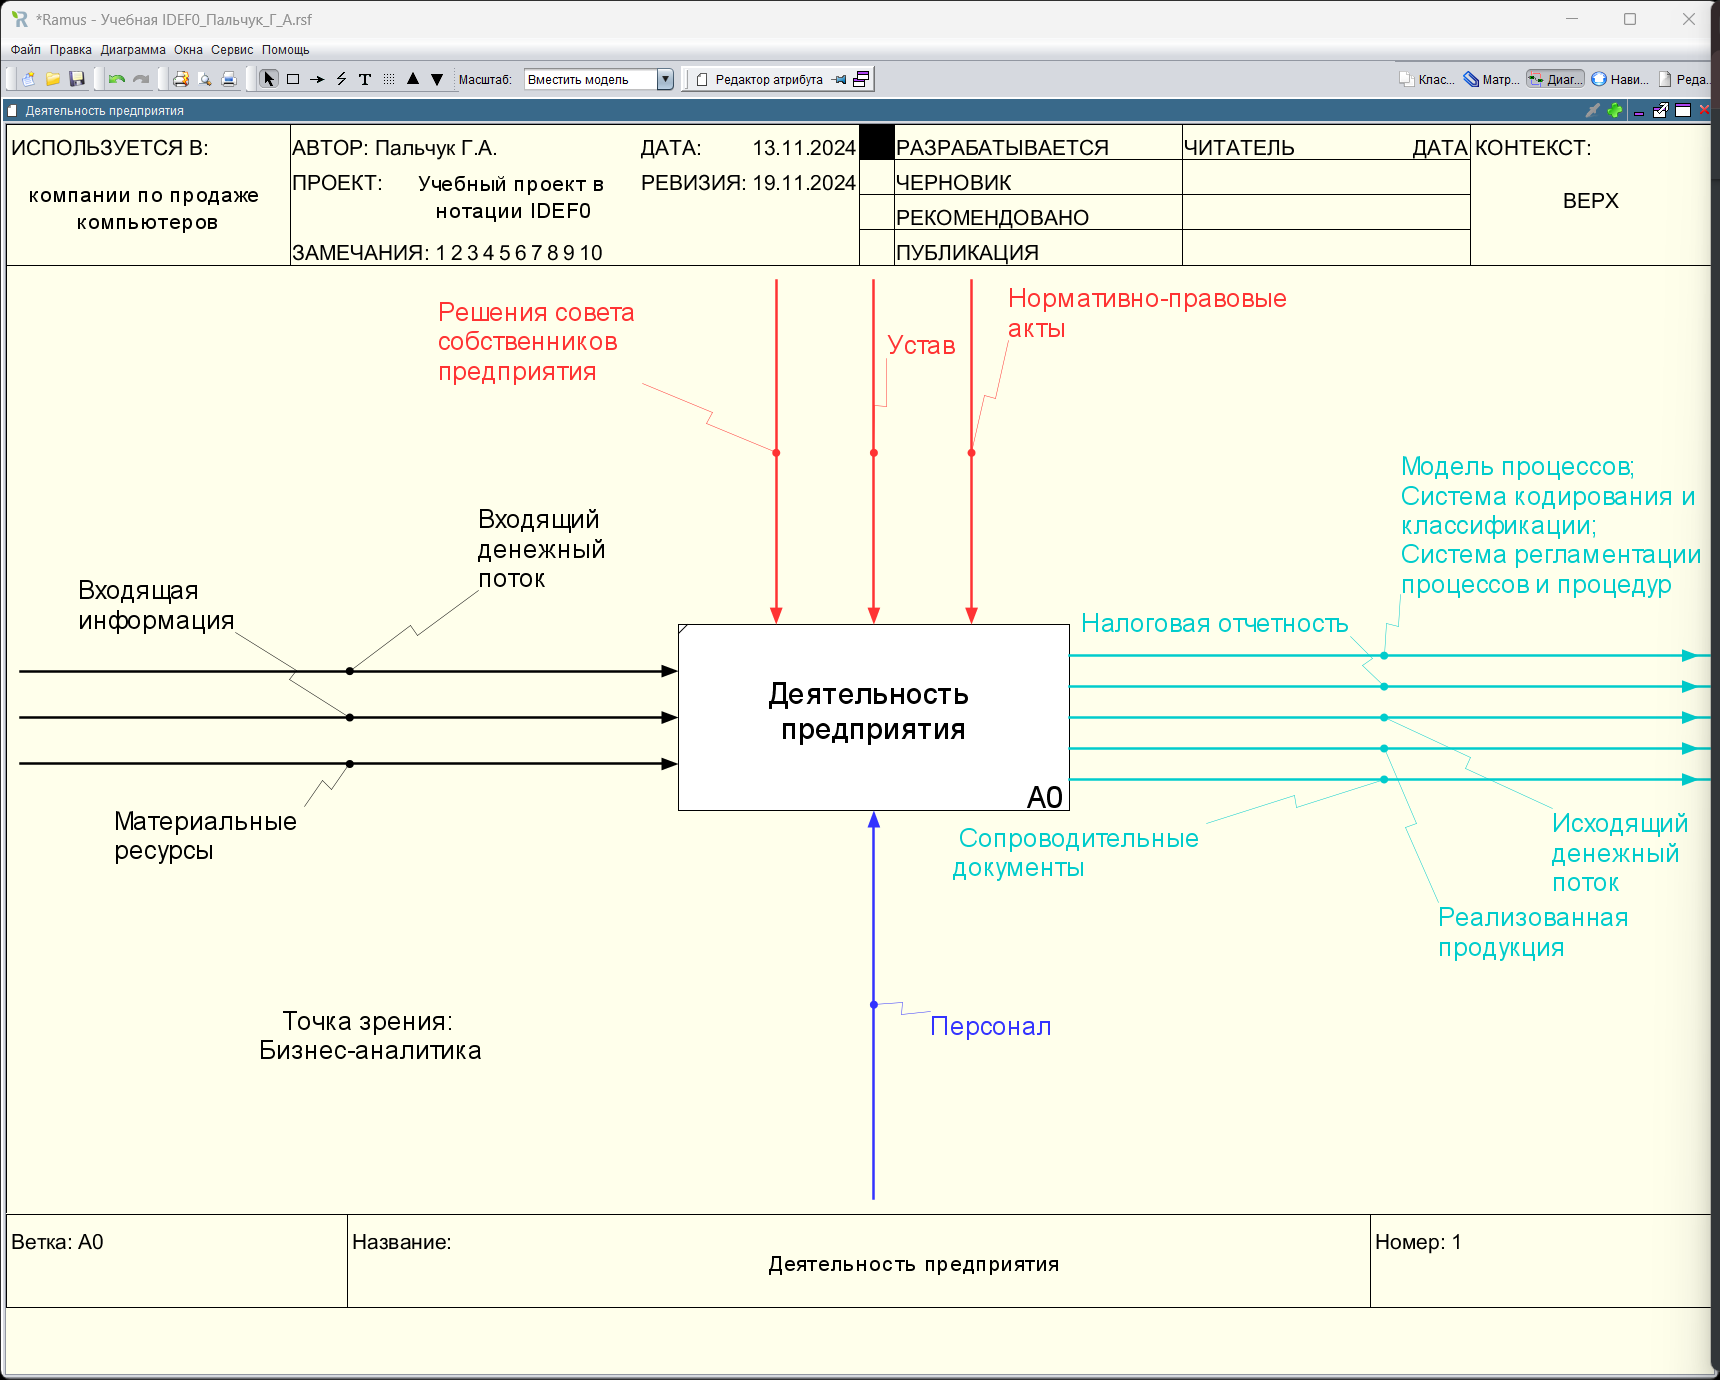 *Ramus - Учебная IDEF0_Пальчук_Г_А.rsf
Файл Правка Диаграмма Окна Сервис Помощь
Масштаб: Вместить модель Редактор атрибута Клас... Матр... Диаг... Нави... Реда...
Деятельность предприятия
ИСПОЛЬЗУЕТСЯ В:
компании по продаже
компьютеров
АВТОР: Пальчук Г.А.
ДАТА: 13.11.2024
ПРОЕКТ: Учебный проект в
нотации IDEF0
РЕВИЗИЯ: 19.11.2024
ЗАМЕЧАНИЯ: 1 2 3 4 5 6 7 8 9 10
РАЗРАБАТЫВАЕТСЯ
ЧЕРНОВИК
РЕКОМЕНДОВАНО
ПУБЛИКАЦИЯ
ЧИТАТЕЛЬ ДАТА
КОНТЕКСТ:
ВЕРХ
Решения совета
собственников
предприятия
Устав
Нормативно-правовые
акты
Входящий
денежный
поток
Входящая
информация
Материальные
ресурсы
Деятельность
предприятия
A0
Модель процессов;
Система кодирования и
классификации;
Система регламентации
процессов и процедур
Налоговая отчетность
Сопроводительные
документы
Исходящий
денежный
поток
Реализованная
продукция
Персонал
Точка зрения:
Бизнес-аналитика
Ветка: A0
Название:
Деятельность предприятия
Номер: 1